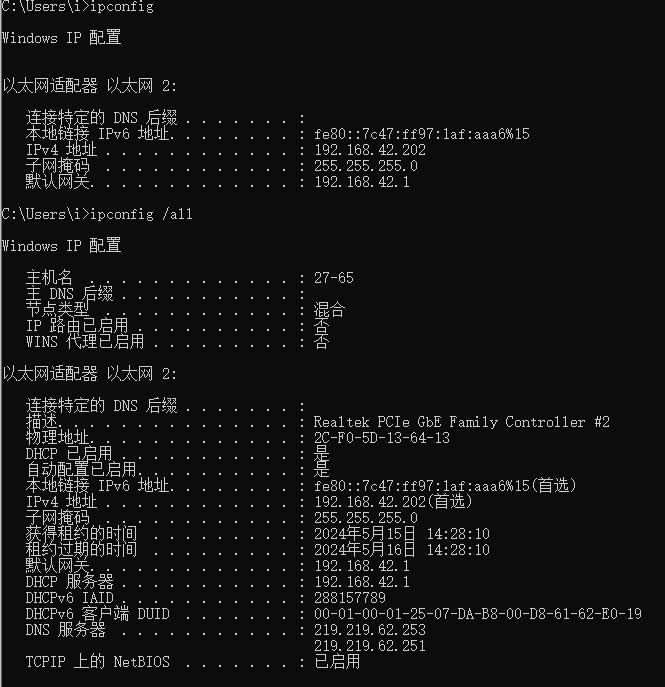 C:\Users\i>ipconfig
Windows IP 配置
以太网适配器 以太网 2:
连接特定的 DNS 后缀 . . . . . . . :
本地链接 IPv6 地址. . . . . . . . : fe80::7c47:ff97:1af:aaa6%15
IPv4 地址 . . . . . . . . . . . . : 192.168.42.202
子网掩码  . . . . . . . . . . . . : 255.255.255.0
默认网关. . . . . . . . . . . . . : 192.168.42.1
C:\Users\i>ipconfig /all
Windows IP 配置
主机名  . . . . . . . . . . . . . : 27-65
主 DNS 后缀 . . . . . . . . . . . :
节点类型  . . . . . . . . . . . . : 混合
IP 路由已启用 . . . . . . . . . . : 否
WINS 代理已启用 . . . . . . . . . : 否
以太网适配器 以太网 2:
连接特定的 DNS 后缀 . . . . . . . :
描述. . . . . . . . . . . . . . . : Realtek PCIe GbE Family Controller #2
物理地址. . . . . . . . . . . . . : 2C-F0-5D-13-64-13
DHCP 已启用 . . . . . . . . . . . : 是
自动配置已启用. . . . . . . . . . : 是
本地链接 IPv6 地址. . . . . . . . : fe80::7c47:ff97:1af:aaa6%15(首选)
IPv4 地址 . . . . . . . . . . . . : 192.168.42.202(首选)
子网掩码  . . . . . . . . . . . . : 255.255.255.0
获得租约的时间  . . . . . . . . . : 2024年5月15日 14:28:10
租约过期的时间  . . . . . . . . . : 2024年5月16日 14:28:10
默认网关. . . . . . . . . . . . . : 192.168.42.1
DHCP 服务器 . . . . . . . . . . . : 192.168.42.1
DHCPv6 IAID . . . . . . . . . . . : 288157789
DHCPv6 客户端 DUID  . . . . . . . : 00-01-00-01-25-07-DA-B8-00-D8-61-62-E0-19
DNS 服务器  . . . . . . . . . . . : 219.219.62.253
219.219.62.251
TCPIP 上的 NetBIOS  . . . . . . . : 已启用